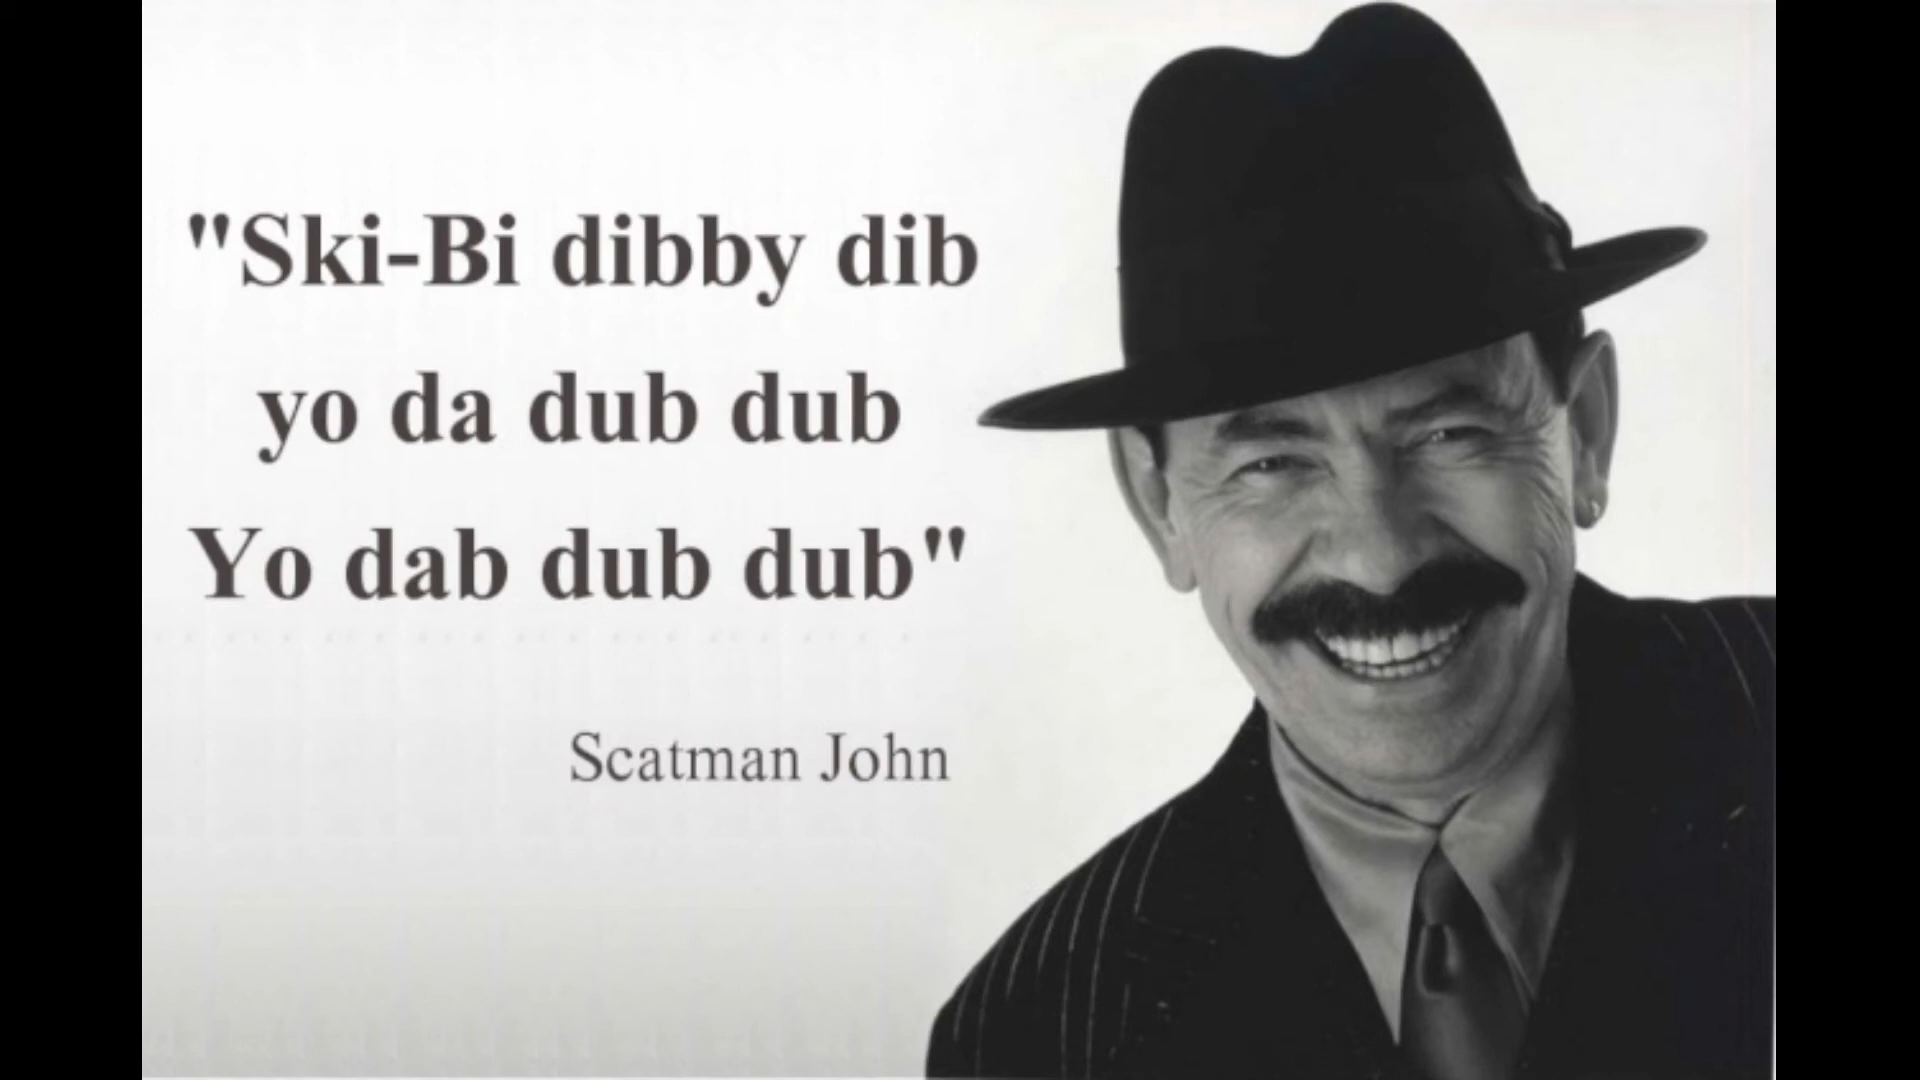 "Ski-Bi dibby dib
yo da dub dub
Yo dab dub dub"
Scatman John